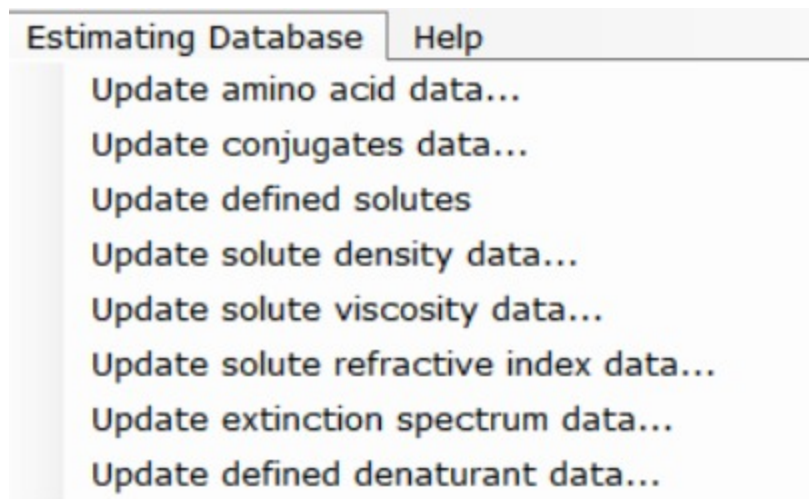 Estimating Database Help
Update amino acid data...
Update conjugates data...
Update defined solutes
Update solute density data...
Update solute viscosity data...
Update solute refractive index data...
Update extinction spectrum data...
Update defined denaturant data...